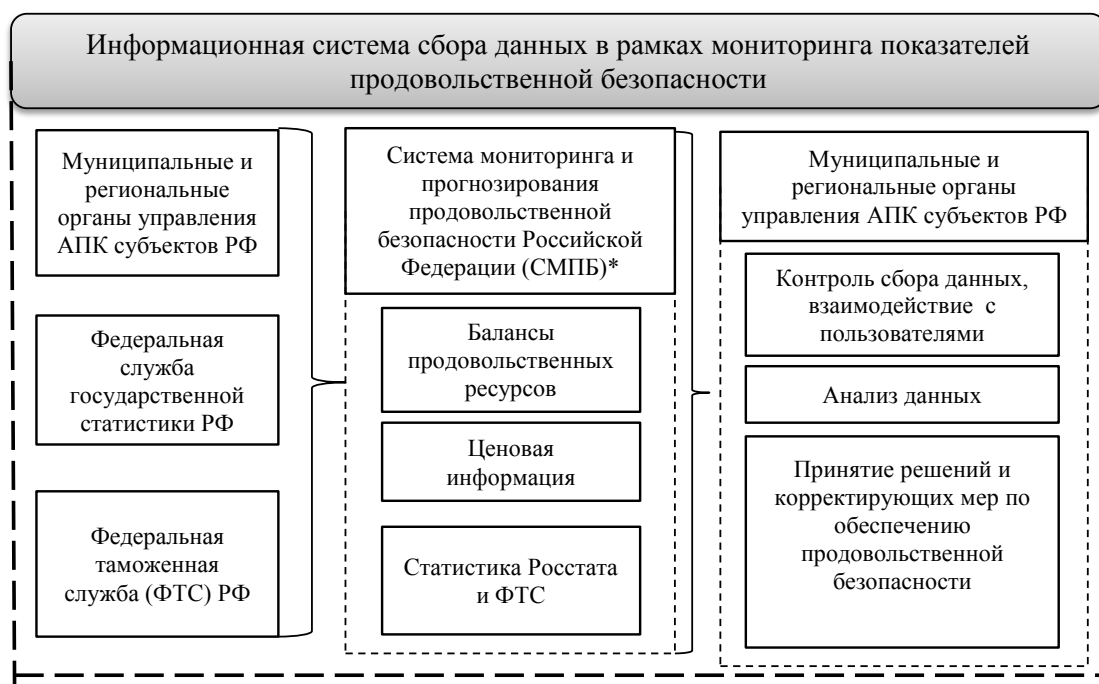 Информационная система сбора данных в рамках мониторинга показателей
продовольственной безопасности
Муниципальные и
региональные
органы управления
АПК субъектов РФ
Федеральная
служба
государственной
статистики РФ
Федеральная
таможенная
служба (ФТС) РФ
Система мониторинга и
прогнозирования
продовольственной
безопасности Российской
Федерации (СМПБ)*
Балансы
продовольственных
ресурсов
Ценовая
информация
Статистика Росстата
и ФТС
Муниципальные и
региональные органы
управления АПК субъектов РФ
Контроль сбора данных,
взаимодействие с
пользователями
Анализ данных
Принятие решений и
корректирующих мер по
обеспечению
продовольственной
безопасности